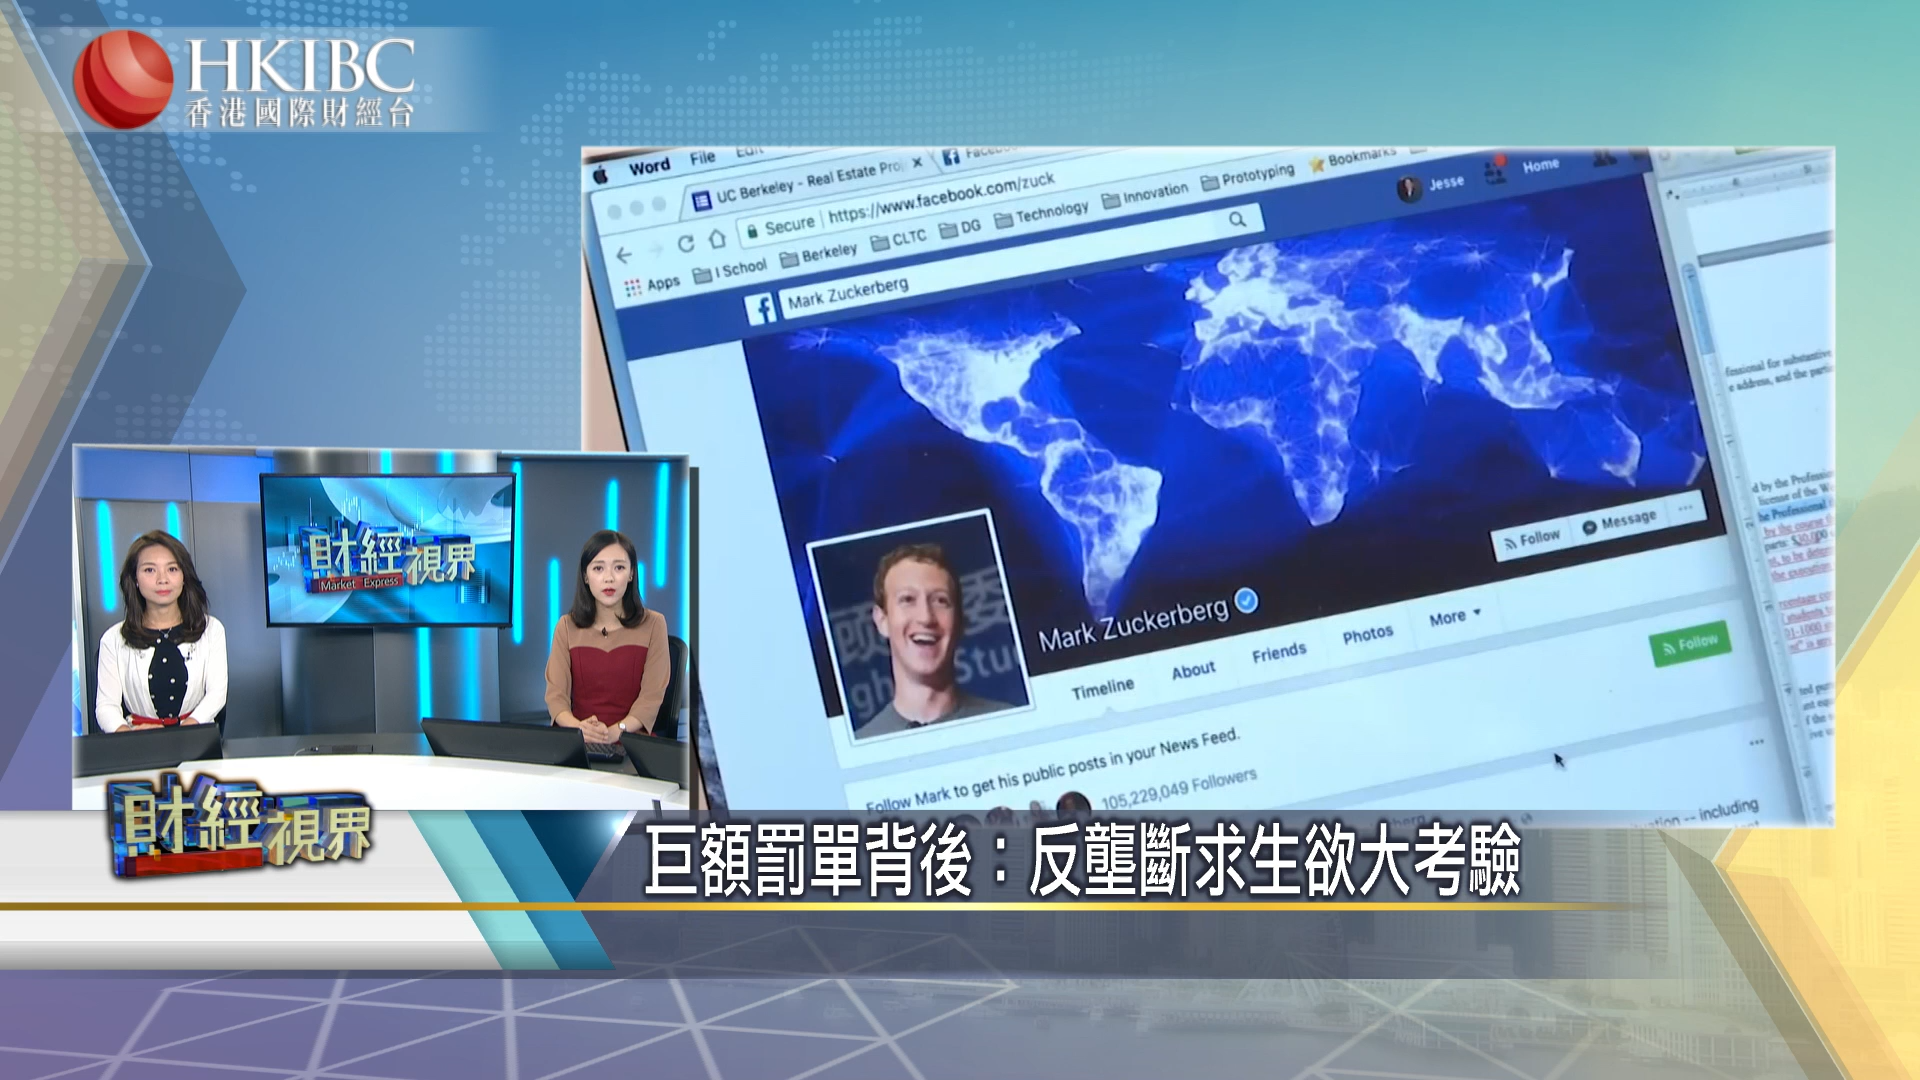 HKIBC
香港國際財經台
Word File Edit
UC Berkeley - Real Estate Pro
Secure https://www.facebook.com/zuck
Apps I School Berkeley CLTC DG Technology Innovation Prototyping Bookmarks
Mark Zuckerberg
Jesse Home
Follow Message
Mark Zuckerberg
Timeline About Friends Photos More
Follow
Follow Mark to get his public posts in your News Feed.
105,229,049 Followers
including
財經視界
Market Express
財經視界
巨額罰單背後：反壟斷求生欲大考驗